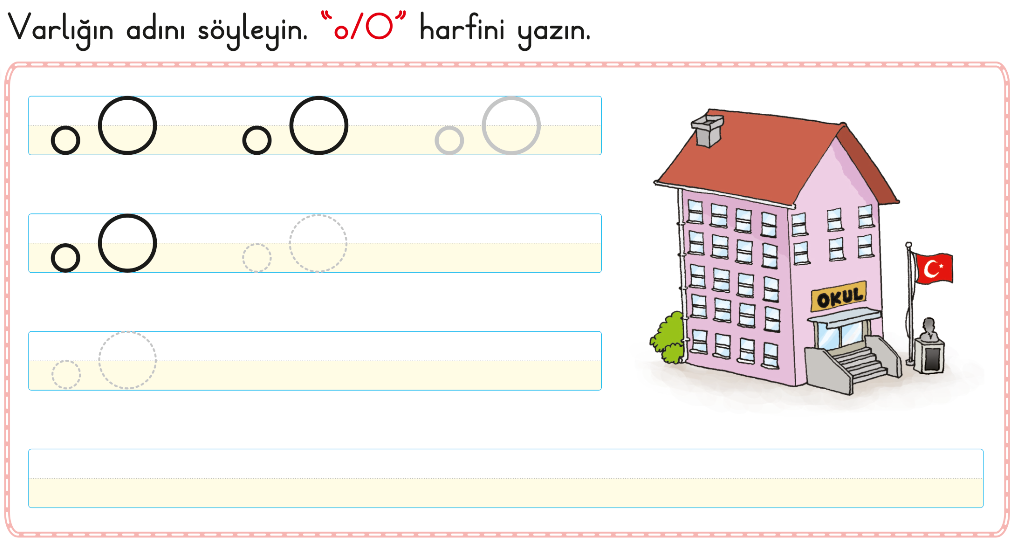 Varlığın adını söyleyin. “o/O” harfini yazın.
o O o O o O
OKUL
o O o O
o O